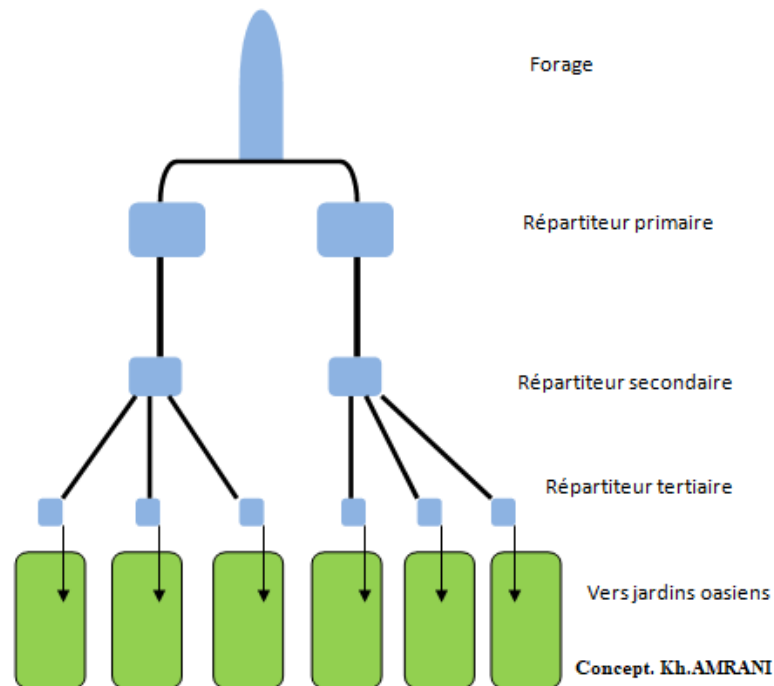 Forage
Répartiteur primaire
Répartiteur secondaire
Répartiteur tertiaire
Vers jardins oasiens
Concept. Kh.AMRANI